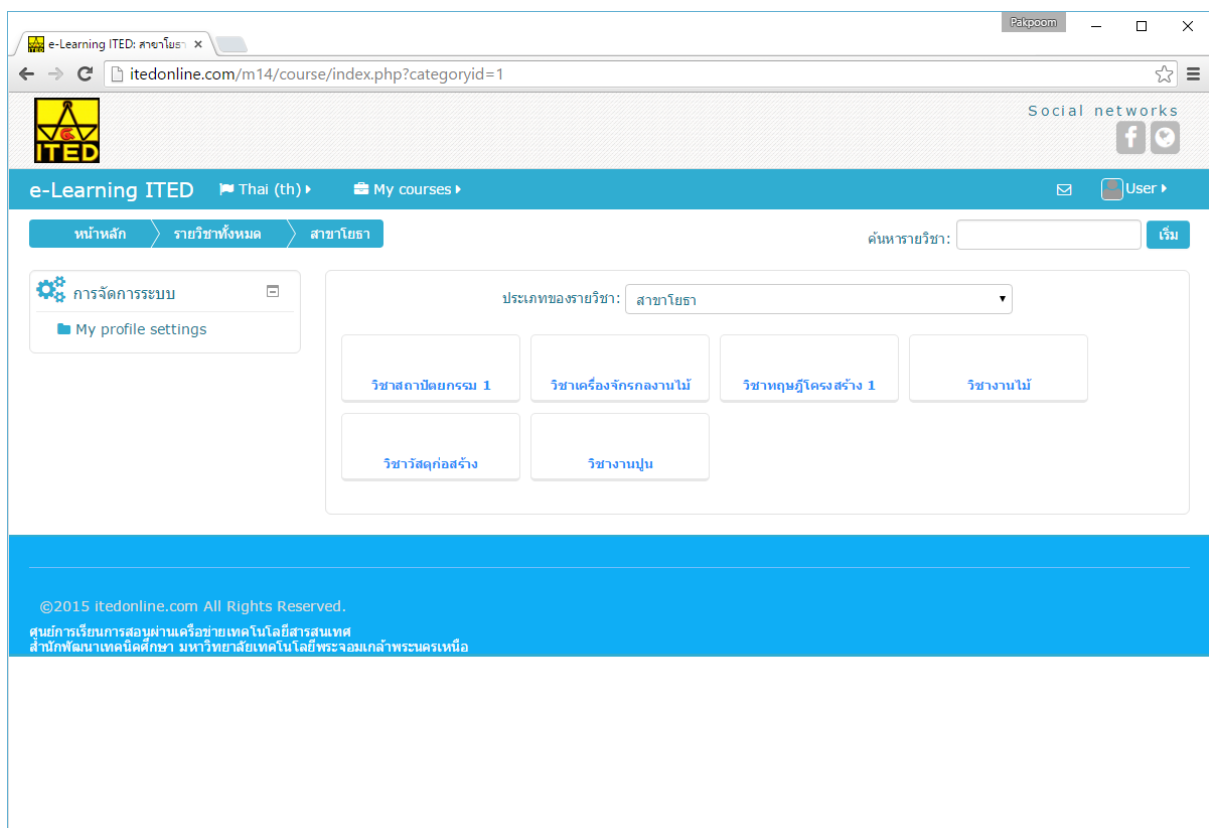 Pakpoom
e-Learning ITED: สาขาโยธา
itedonline.com/m14/course/index.php?categoryid=1
Social networks
ITED
e-Learning ITED Thai (th) My courses User
หน้าหลัก รายวิชาทั้งหมด สาขาโยธา ค้นหารายวิชา: เริ่ม
การจัดการระบบ
My profile settings
ประเภทของรายวิชา: สาขาโยธา
วิชาสถาปัตยกรรม 1 วิชาเครื่องจักรกลงานไม้ วิชาทฤษฎีโครงสร้าง 1 วิชางานไม้
วิชาวัสดุก่อสร้าง วิชางานปูน
©2015 itedonline.com All Rights Reserved.
ศูนย์การเรียนการสอนผ่านเครือข่ายเทคโนโลยีสารสนเทศ
สำนักพัฒนาเทคนิคศึกษา มหาวิทยาลัยเทคโนโลยีพระจอมเกล้าพระนครเหนือ